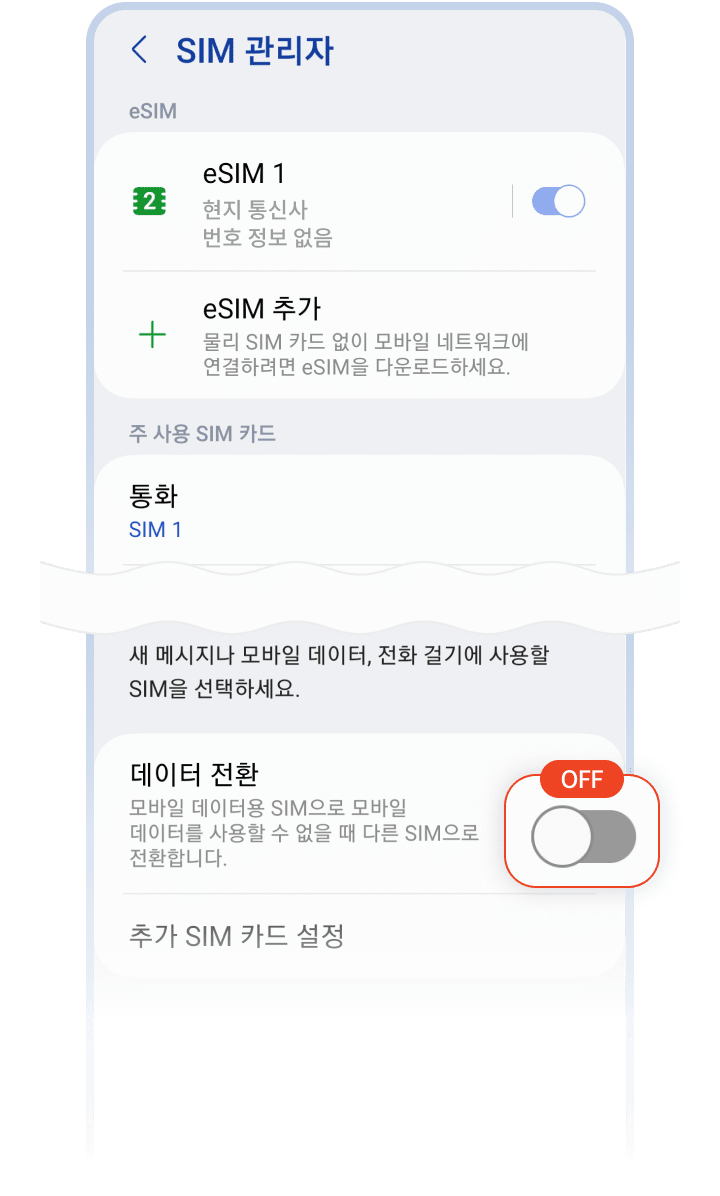 SIM 관리자
eSIM
2
eSIM 1
현지 통신사
번호 정보 없음
eSIM 추가
물리 SIM 카드 없이 모바일 네트워크에
연결하려면 eSIM을 다운로드하세요.
주 사용 SIM 카드
통화
SIM 1
새 메시지나 모바일 데이터, 전화 걸기에 사용할
SIM을 선택하세요.
데이터 전환
OFF
모바일 데이터용 SIM으로 모바일
데이터를 사용할 수 없을 때 다른 SIM으로
전환합니다.
추가 SIM 카드 설정